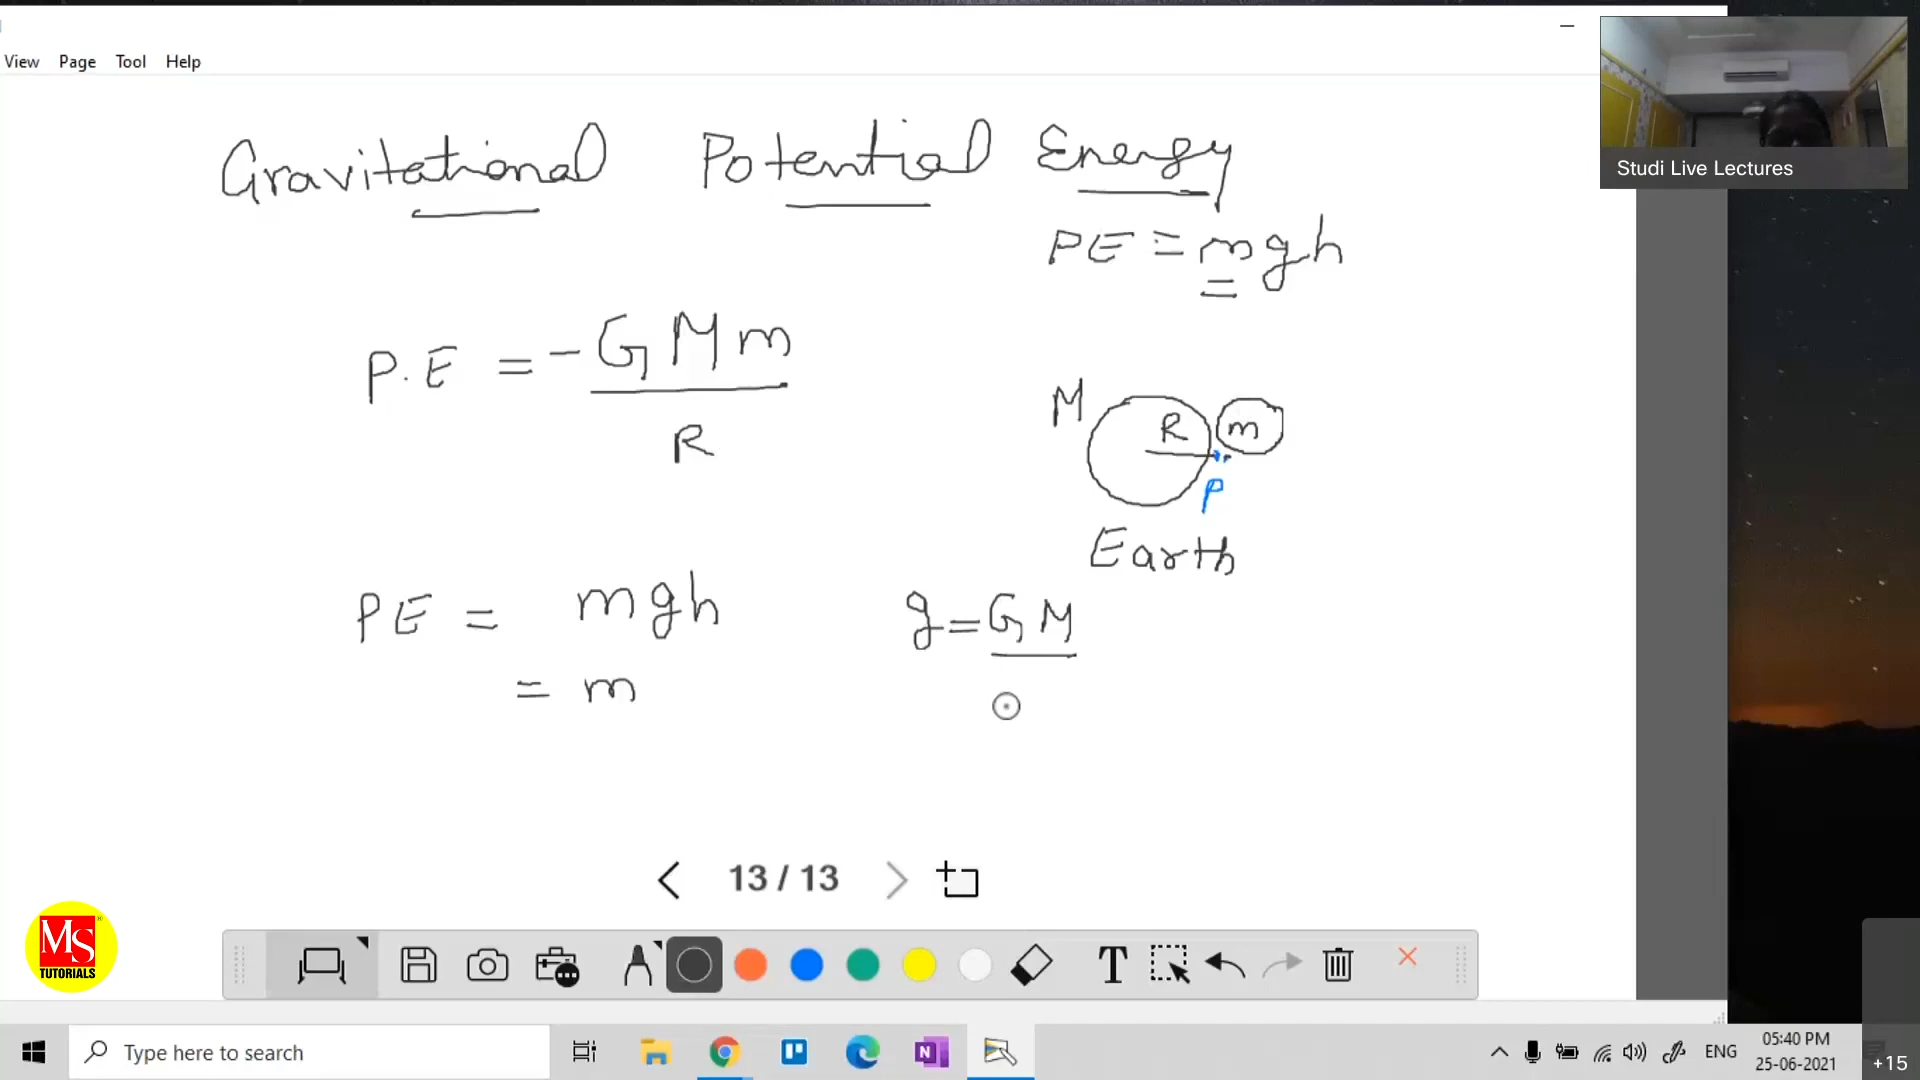 View Page Tool Help
Studi Live Lectures
Gravitational Potential Energy
PE = mgh
P.E = - GMm
R
M
R
m
P
Earth
PE = mgh
g = GM
= m
13 / 13
MS
TUTORIALS
T
Type here to search
N
ENG
05:40 PM
25-06-2021
+15